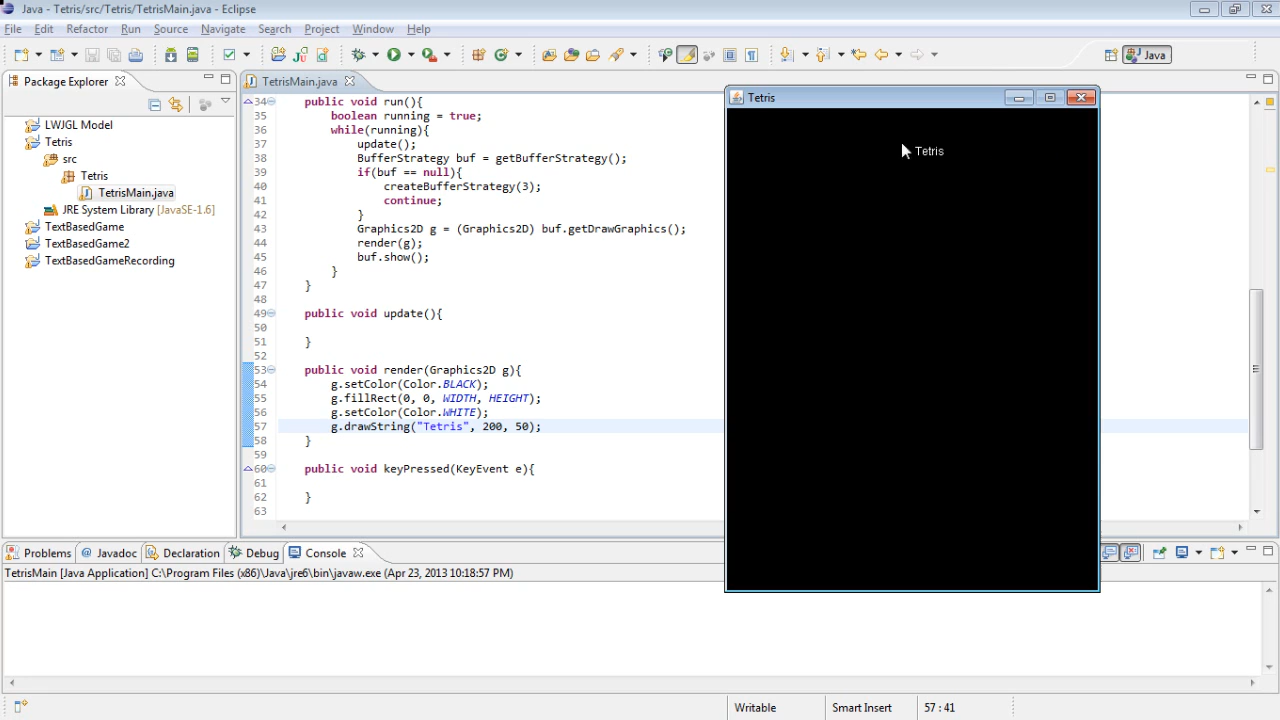 Java - Tetris/src/Tetris/TetrisMain.java - Eclipse
File Edit Refactor Run Source Navigate Search Project Window Help
Java
Package Explorer
LWJGL Model
Tetris
src
Tetris
TetrisMain.java
JRE System Library [JavaSE-1.6]
TextBasedGame
TextBasedGame2
TextBasedGameRecording
TetrisMain.java
34 public void run(){
35 boolean running = true;
36 while(running){
37 update();
38 BufferStrategy buf = getBufferStrategy();
39 if(buf == null){
40 createBufferStrategy(3);
41 continue;
42 }
43 Graphics2D g = (Graphics2D) buf.getDrawGraphics();
44 render(g);
45 buf.show();
46 }
47 }
48
49 public void update(){
50
51 }
52
53 public void render(Graphics2D g){
54 g.setColor(Color.BLACK);
55 g.fillRect(0, 0, WIDTH, HEIGHT);
56 g.setColor(Color.WHITE);
57 g.drawString("Tetris", 200, 50);
58 }
59
60 public void keyPressed(KeyEvent e){
61
62 }
63
Tetris
Tetris
Problems Javadoc Declaration Debug Console
TetrisMain [Java Application] C:\Program Files (x86)\Java\jre6\bin\javaw.exe (Apr 23, 2013 10:18:57 PM)
Writable Smart Insert 57 : 41